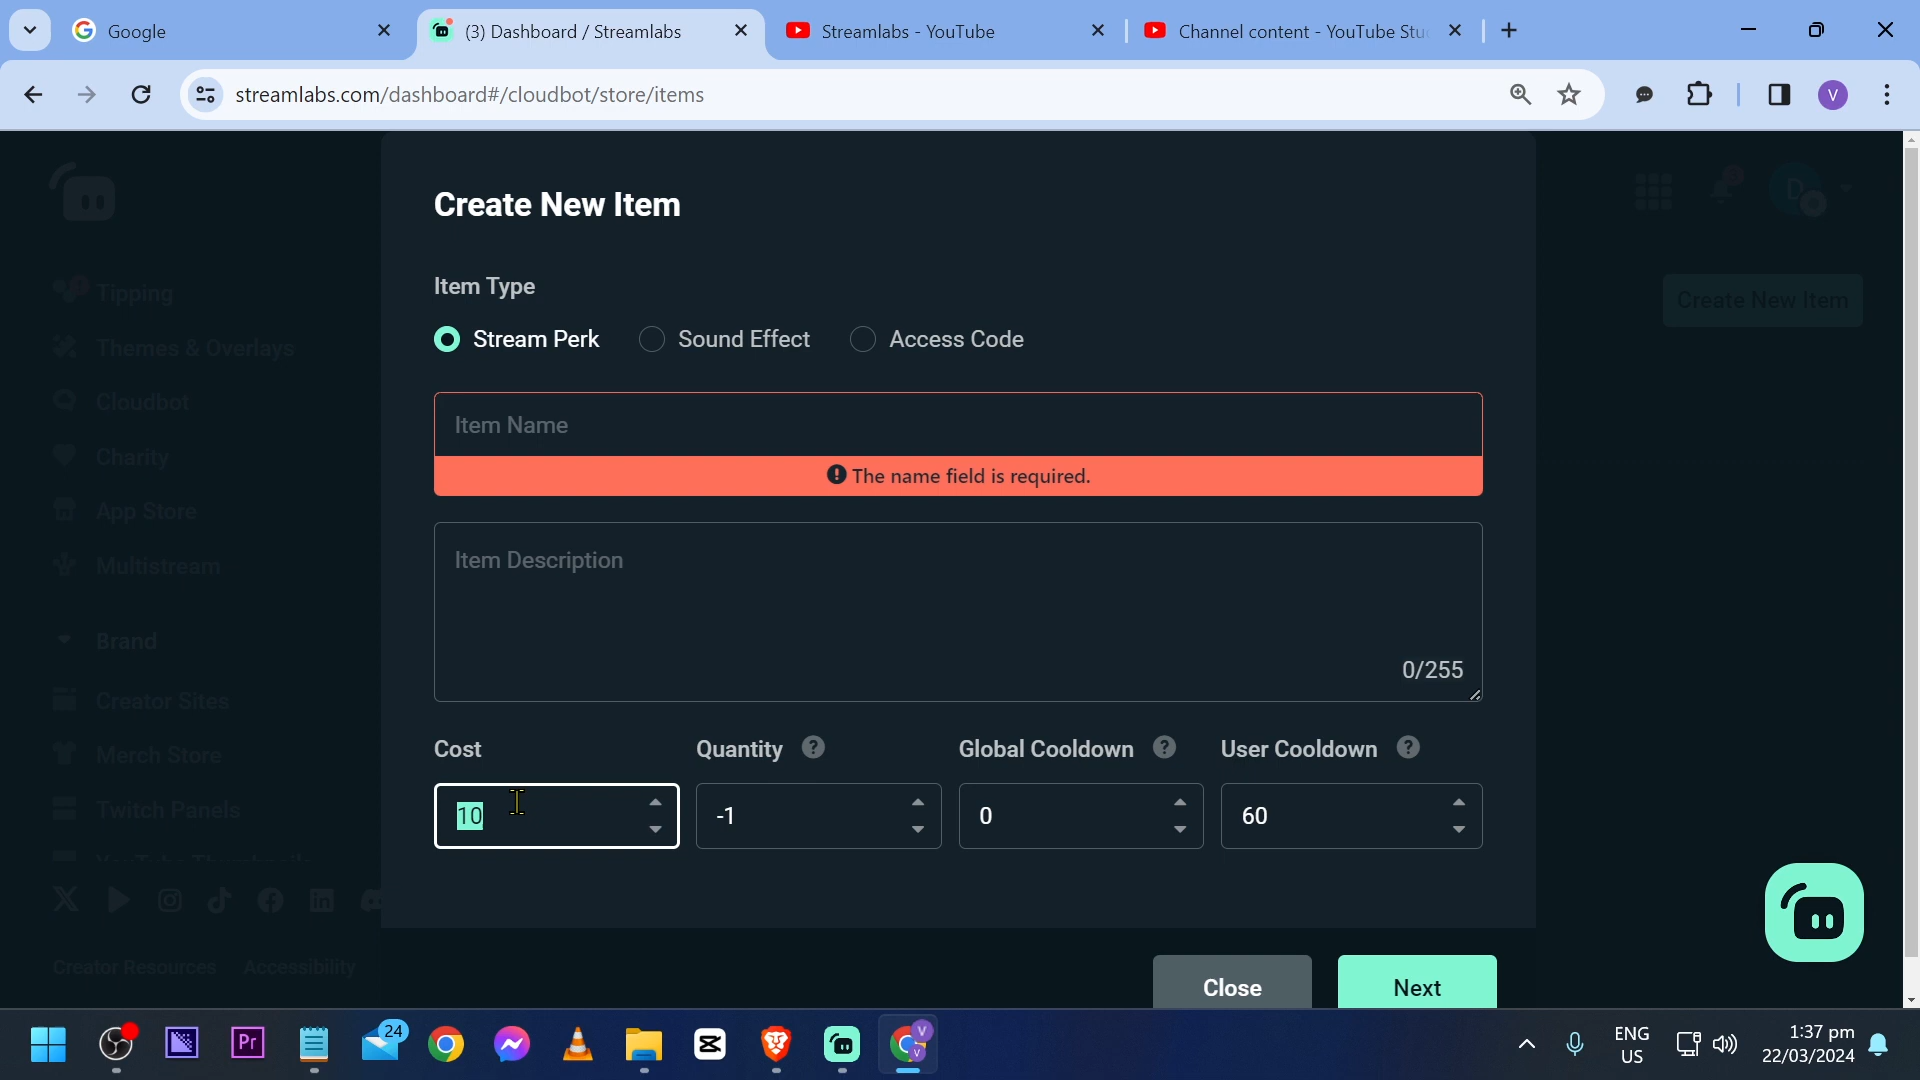 Google
(3) Dashboard / Streamlabs
Streamlabs - YouTube
Channel content - YouTube Stu
streamlabs.com/dashboard#/cloudbot/store/items
V
Create New Item
D
Tipping
Create New Item
Themes & Overlays
Cloudbot
Charity
App Store
Multistream
Brand
Creator Sites
Merch Store
Twitch Panels
Creator Resources Accessibility
Item Type
Stream Perk Sound Effect Access Code
Item Name
The name field is required.
Item Description
0/255
Cost Quantity Global Cooldown User Cooldown
10 -1 0 60
Close Next
24
Pr
V
V
ENG
US
1:37 pm
22/03/2024